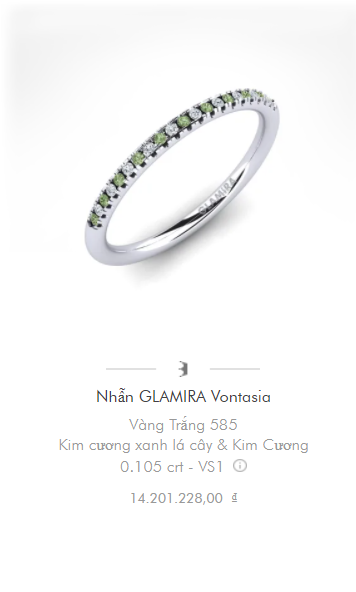 GLAMIRA
Nhẫn GLAMIRA Vontasia
Vàng Trắng 585
Kim cương xanh lá cây & Kim Cương
0.105 crt - VS1
14.201.228,00 ₫